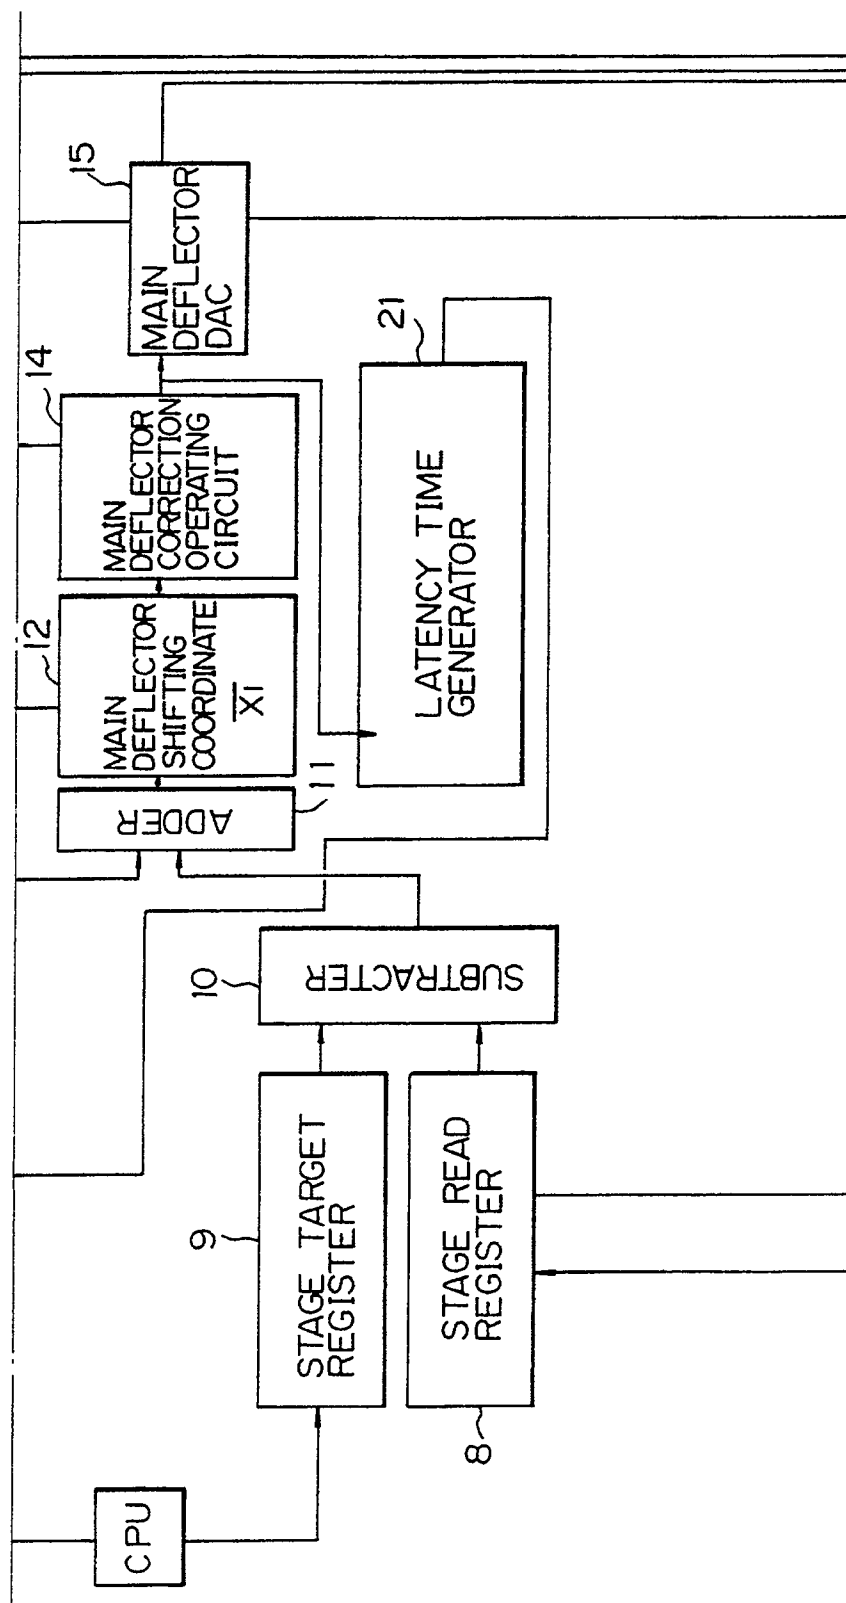 CPU
9
STAGE TARGET
REGISTER
8
STAGE READ
REGISTER
10
SUBTRACTER
ADDER
11
12
MAIN
DEFLECTOR
SHIFTING
COORDINATE
X1
14
MAIN
DEFLECTOR
CORRECTION
OPERATING
CIRCUIT
15
MAIN
DEFLECTOR
DAC
21
LATENCY TIME
GENERATOR